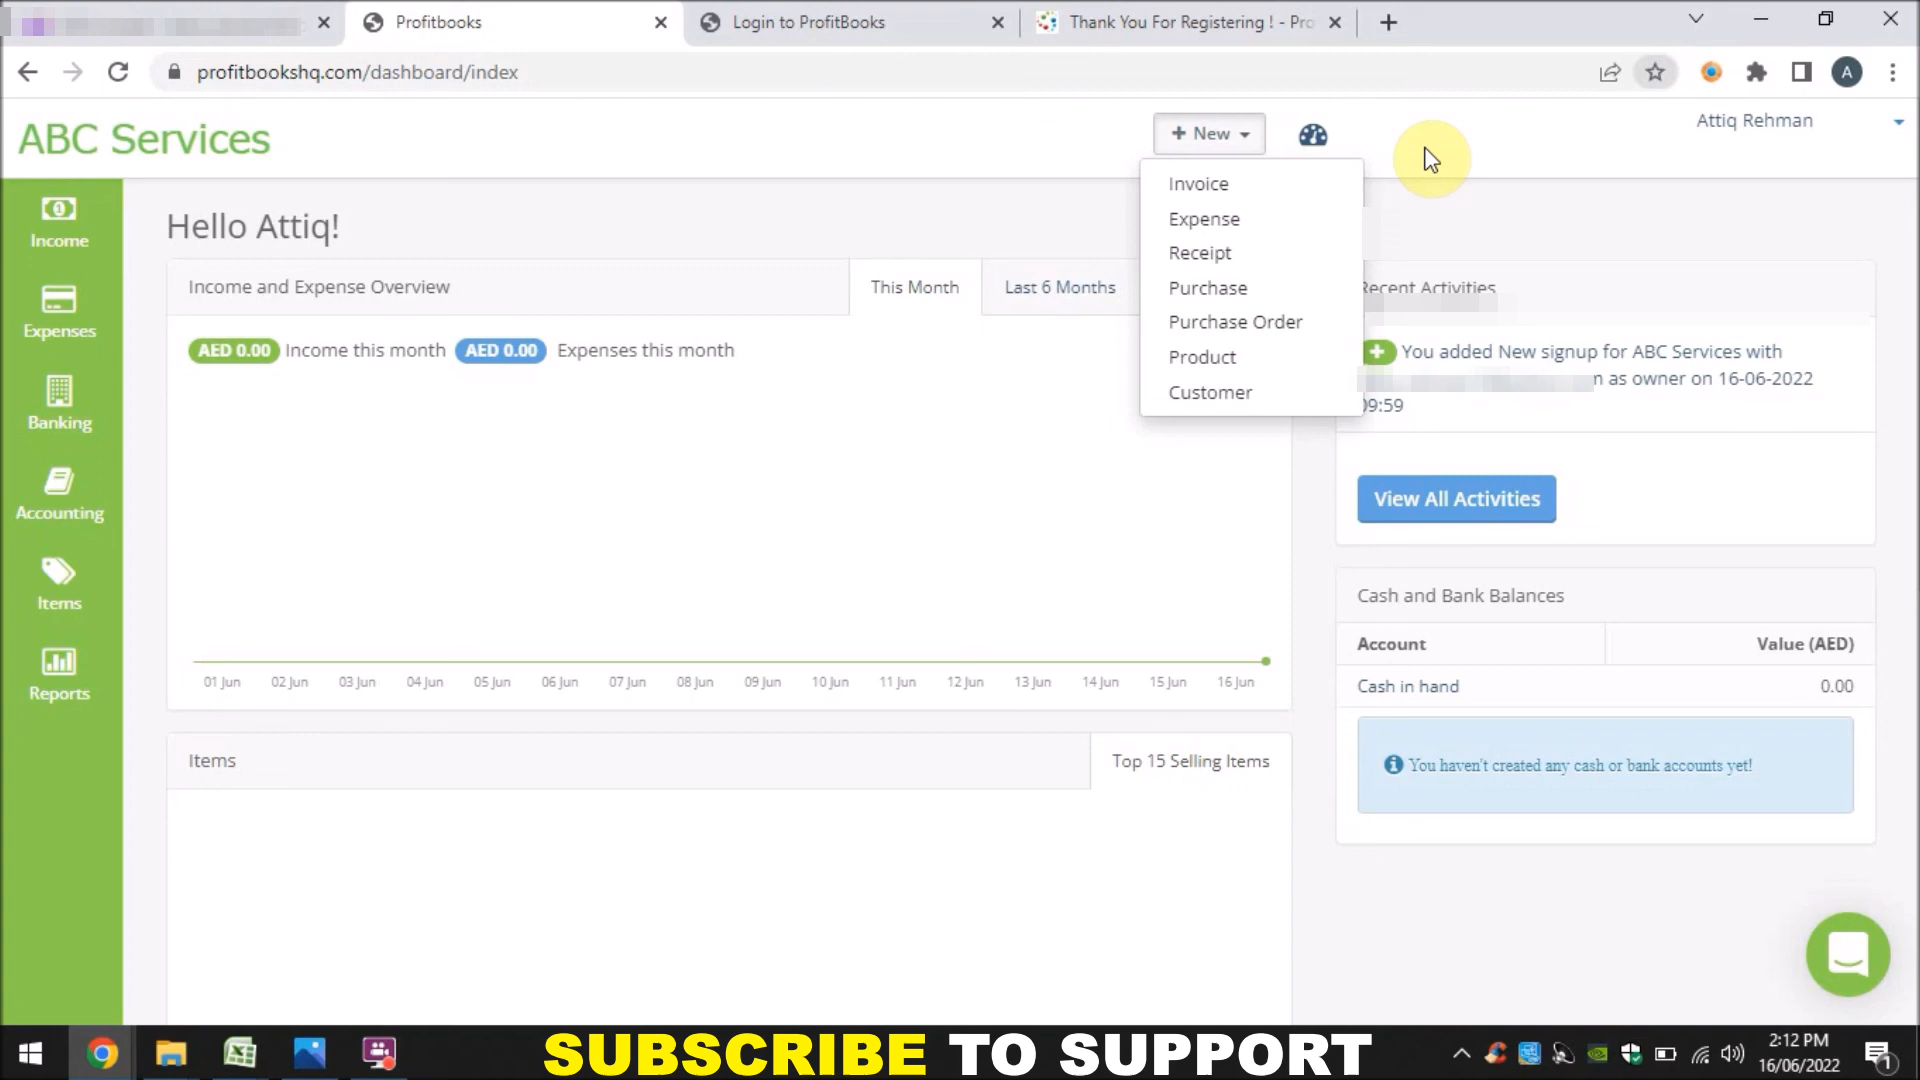 Profitbooks
Login to ProfitBooks
Thank You For Registering ! - Pro
profitbookshq.com/dashboard/index
A
ABC Services
+ New
Attiq Rehman
Invoice
Expense
Receipt
Purchase
Purchase Order
Product
Customer
Income
Expenses
Banking
Accounting
Items
Reports
Hello Attiq!
Income and Expense Overview
This Month
Last 6 Months
AED 0.00 Income this month AED 0.00 Expenses this month
01 Jun 02 Jun 03 Jun 04 Jun 05 Jun 06 Jun 07 Jun 08 Jun 09 Jun 10 Jun 11 Jun 12 Jun 13 Jun 14 Jun 15 Jun 16 Jun
Items
Top 15 Selling Items
Recent Activities
You added New signup for ABC Services with
m as owner on 16-06-2022
09:59
View All Activities
Cash and Bank Balances
Account Value (AED)
Cash in hand 0.00
You haven't created any cash or bank accounts yet!
SUBSCRIBE TO SUPPORT
2:12 PM
16/06/2022
1